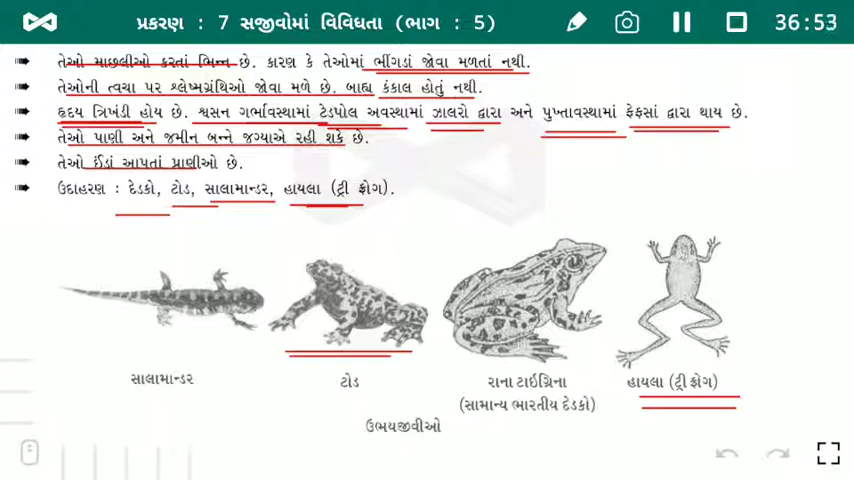 પ્રકરણ : 7 સજીવોમાં વિવિધતા (ભાગ : 5)
36:53
તેઓ માછલીઓ કરતાં ભિન્ન છે. કારણ કે તેઓમાં ભીંગડાં જોવા મળતાં નથી.
તેઓની ત્વચા પર શ્લેષ્મગ્રંથિઓ જોવા મળે છે. બાહ્ય કંકાલ હોતું નથી.
હૃદય ત્રિખંડી હોય છે. શ્વસન ગર્ભાવસ્થામાં ટેડપોલ અવસ્થામાં ઝાલરો દ્વારા અને પુખ્તાવસ્થામાં ફેફસાં દ્વારા થાય છે.
તેઓ પાણી અને જમીન બન્ને જગ્યાએ રહી શકે છે.
તેઓ ઈંડાં આપતાં પ્રાણીઓ છે.
ઉદાહરણ : દેડકો, ટોડ, સાલામાન્ડર, હાયલા (ટ્રી ફ્રોગ).
સાલામાન્ડર ટોડ રાના ટાઇગ્રિના હાયલા (ટ્રી ફ્રોગ)
(સામાન્ય ભારતીય દેડકો)
ઉભયજીવીઓ